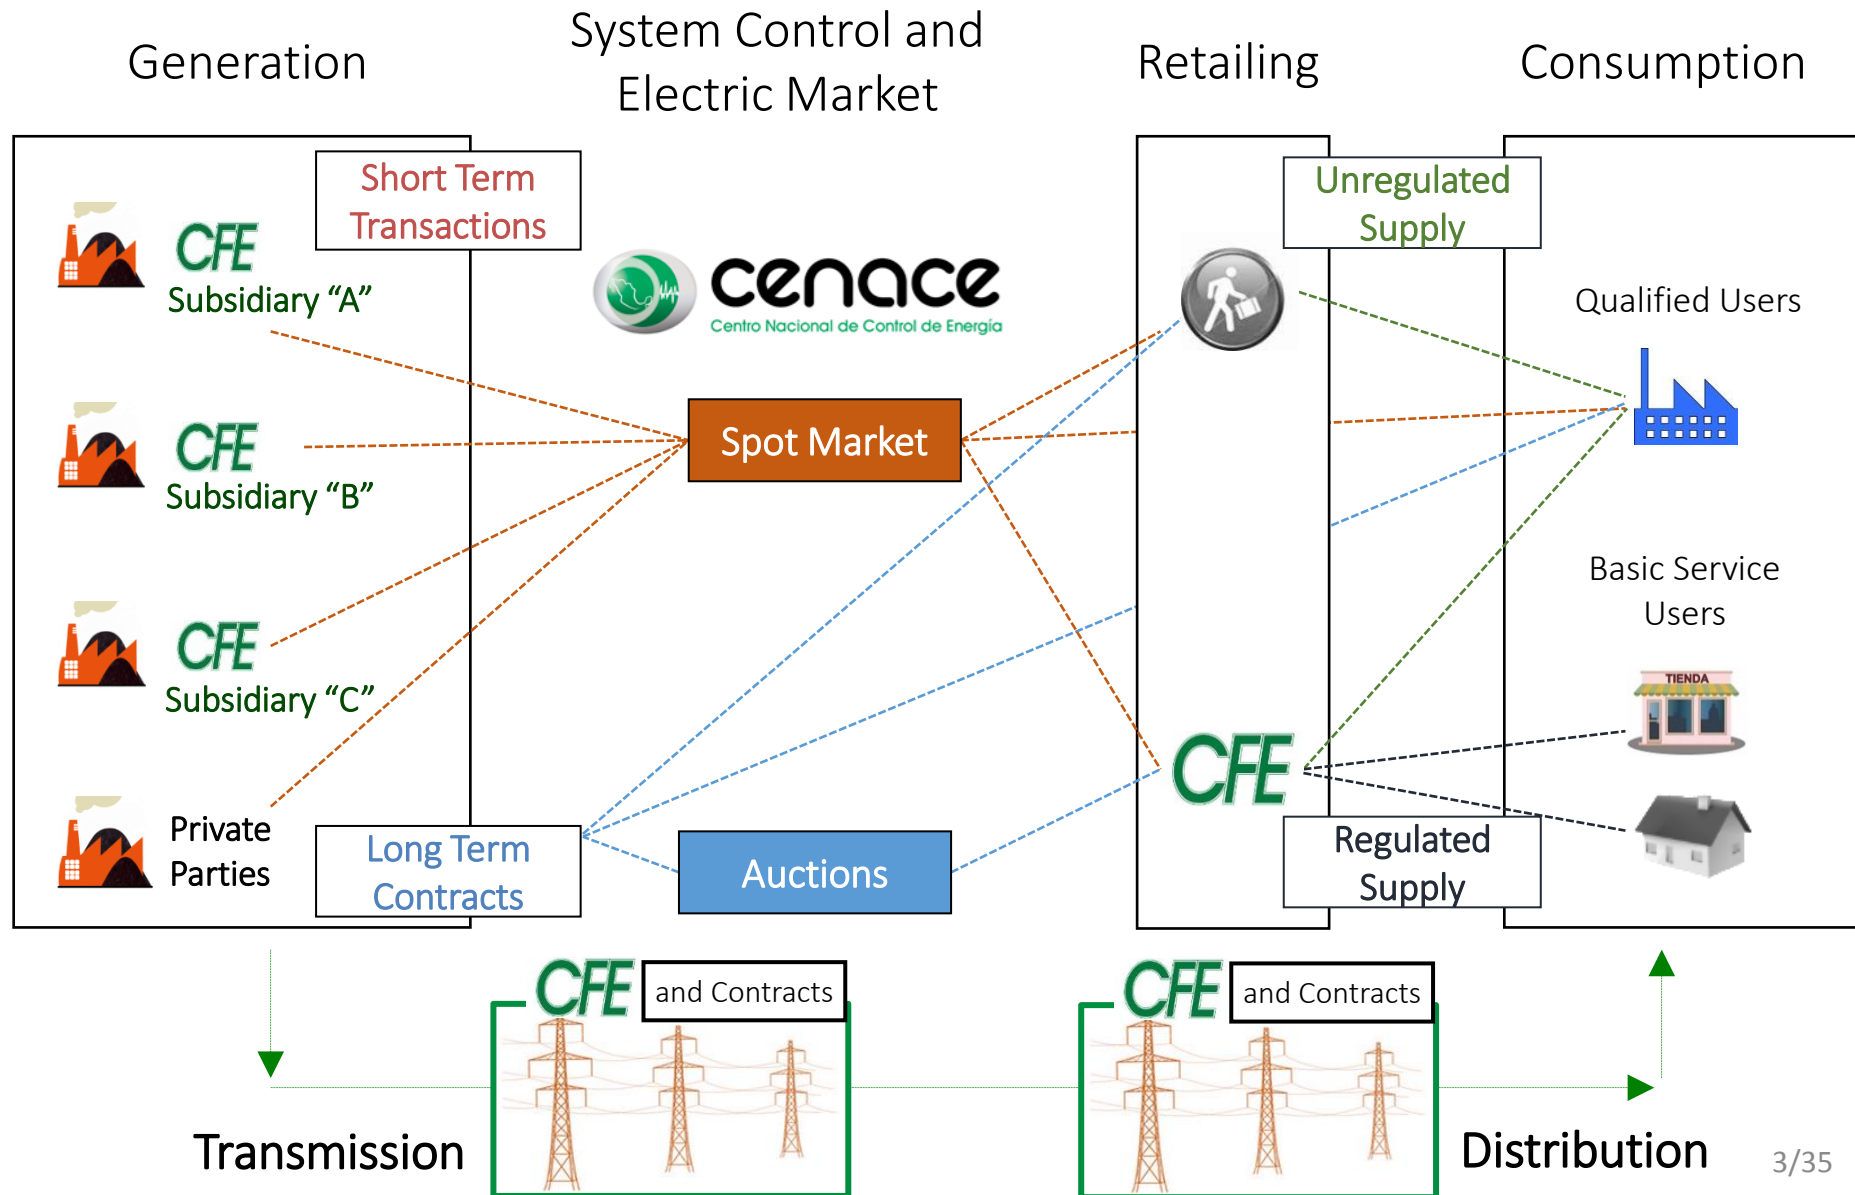 Generation
System Control and
Electric Market
Retailing
Consumption
Short Term
Transactions
Unregulated
Supply
CFE
Subsidiary “A”
cenace
Centro Nacional de Control de Energía
Qualified Users
CFE
Subsidiary “B”
Spot Market
Basic Service
Users
CFE
Subsidiary “C”
TIENDA
CFE
Private
Parties
Long Term
Contracts
Auctions
Regulated
Supply
CFE
and Contracts
CFE
and Contracts
Transmission
Distribution
3/35